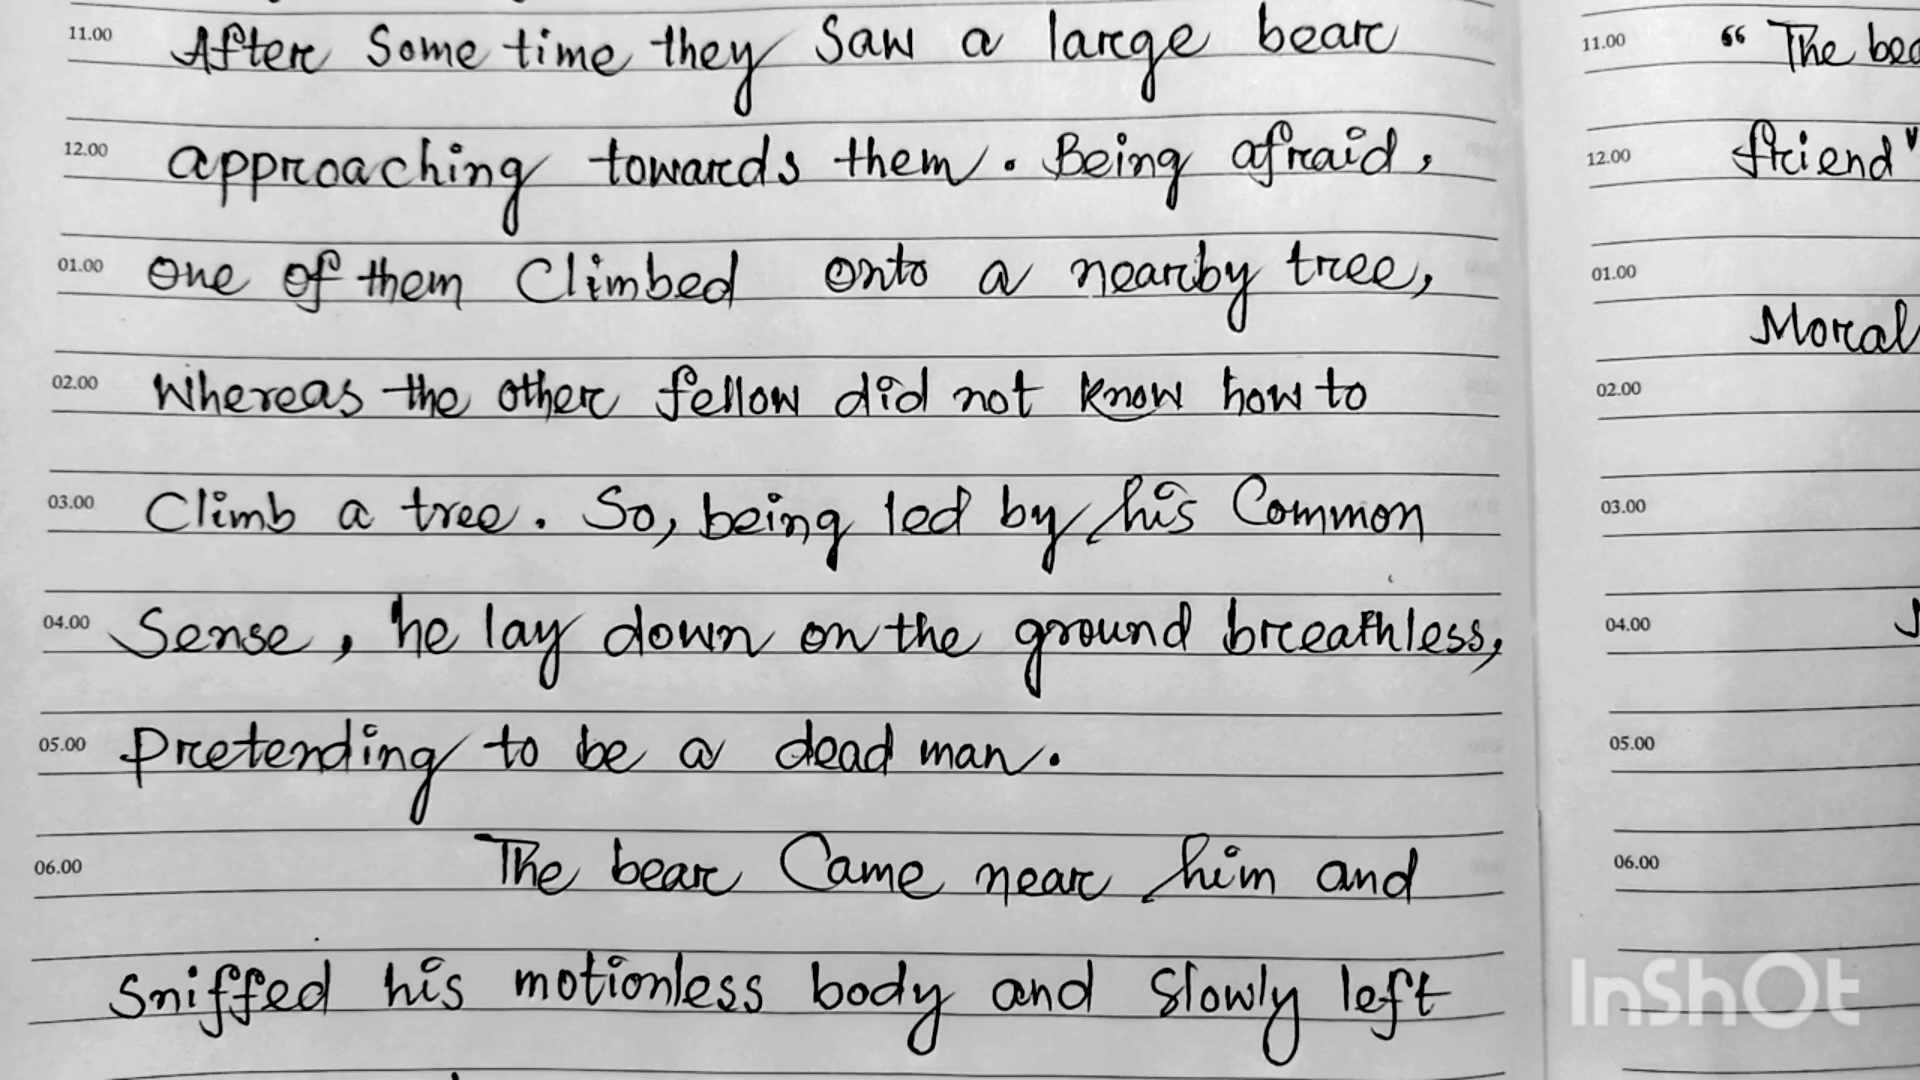 11.00 After Some time they Saw a large bear
12.00 approaching towards them. Being afraid,
01.00 One of them Climbed onto a nearby tree,
02.00 Whereas the other fellow did not know how to
03.00 Climb a tree. So, being led by his Common
04.00 Sense, he lay down on the ground breathless,
05.00 Pretending to be a dead man.
06.00 The bear Came near him and
Sniffed his motionless body and Slowly left
11.00 "The bea
12.00 friend"
01.00
Moral
02.00
03.00
04.00
05.00
06.00
InShOt